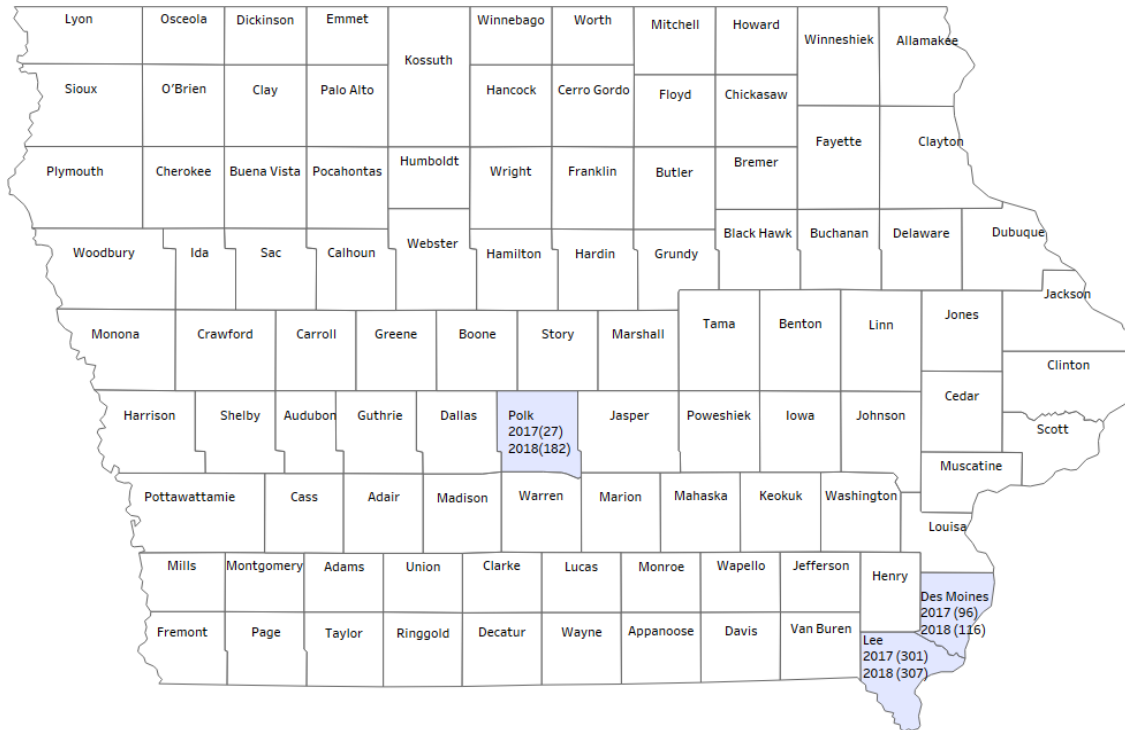 Lyon
Osceola
Dickinson
Emmet
Winnebago
Worth
Mitchell
Howard
Winneshiek
Allamakee
Kossuth
Sioux
O’Brien
Clay
Palo Alto
Hancock
Cerro Gordo
Floyd
Chickasaw
Fayette
Clayton
Plymouth
Cherokee
Buena Vista
Pocahontas
Humboldt
Wright
Franklin
Butler
Bremer
Woodbury
Ida
Sac
Calhoun
Webster
Hamilton
Hardin
Grundy
Black Hawk
Buchanan
Delaware
Dubuque
Jackson
Monona
Crawford
Carroll
Greene
Boone
Story
Marshall
Tama
Benton
Linn
Jones
Clinton
Harrison
Shelby
Audubon
Guthrie
Dallas
Polk
2017(27)
2018(182)
Jasper
Poweshiek
Iowa
Johnson
Cedar
Scott
Muscatine
Pottawattamie
Cass
Adair
Madison
Warren
Marion
Mahaska
Keokuk
Washington
Louisa
Mills
Montgomery
Adams
Union
Clarke
Lucas
Monroe
Wapello
Jefferson
Henry
Des Moines
2017 (96)
2018 (116)
Fremont
Page
Taylor
Ringgold
Decatur
Wayne
Appanoose
Davis
Van Buren
Lee
2017 (301)
2018 (307)